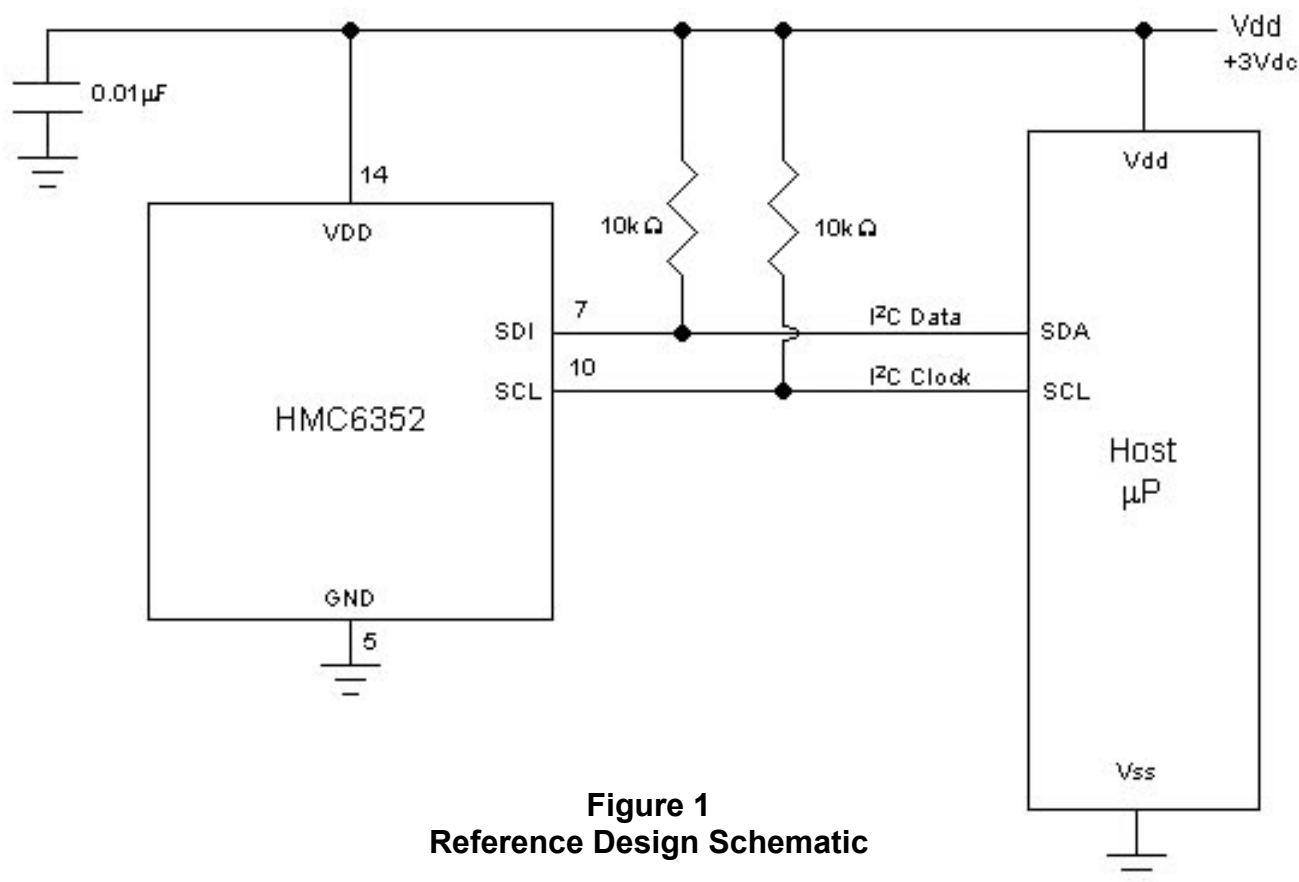 Vdd
+3Vdc
0.01µF
14
VDD
10kΩ
10kΩ
Vdd
7
SDI
I²C Data
SDA
10
SCL
I²C Clock
SCL
HMC6352
Host
µP
GND
5
Vss
Figure 1
Reference Design Schematic